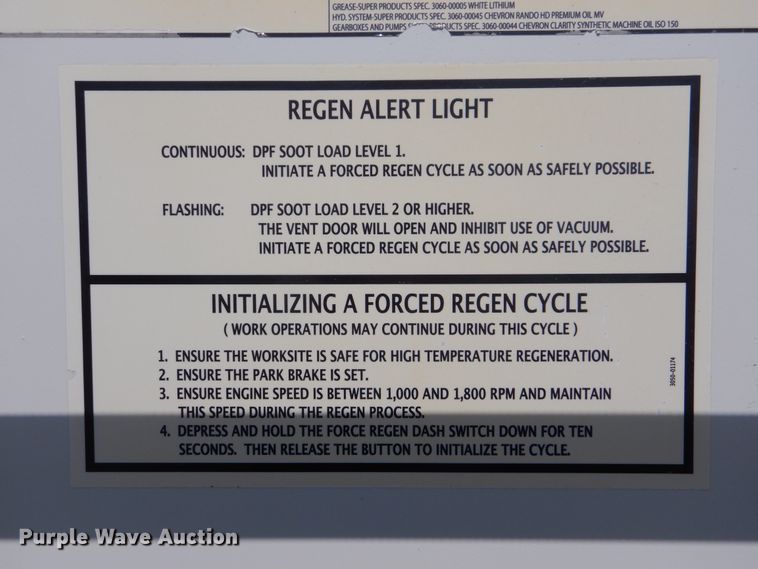 GREASE-SUPER PRODUCTS SPEC. 3060-00005 WHITE LITHIUM
HYD. SYSTEM-SUPER PRODUCTS SPEC. 3060-00045 CHEVRON RANDO HD PREMIUM OIL MV
GEARBOXES AND PUMPS PRODUCTS SPEC. 3060-00044 CHEVRON CLARITY SYNTHETIC MACHINE OIL ISO 150
REGEN ALERT LIGHT
CONTINUOUS: DPF SOOT LOAD LEVEL 1.
INITIATE A FORCED REGEN CYCLE AS SOON AS SAFELY POSSIBLE.
FLASHING: DPF SOOT LOAD LEVEL 2 OR HIGHER.
THE VENT DOOR WILL OPEN AND INHIBIT USE OF VACUUM.
INITIATE A FORCED REGEN CYCLE AS SOON AS SAFELY POSSIBLE.
INITIALIZING A FORCED REGEN CYCLE
( WORK OPERATIONS MAY CONTINUE DURING THIS CYCLE )
1. ENSURE THE WORKSITE IS SAFE FOR HIGH TEMPERATURE REGENERATION.
2. ENSURE THE PARK BRAKE IS SET.
3. ENSURE ENGINE SPEED IS BETWEEN 1,000 AND 1,800 RPM AND MAINTAIN
THIS SPEED DURING THE REGEN PROCESS.
4. DEPRESS AND HOLD THE FORCE REGEN DASH SWITCH DOWN FOR TEN
SECONDS. THEN RELEASE THE BUTTON TO INITIALIZE THE CYCLE.
3050-01174
Purple Wave Auction